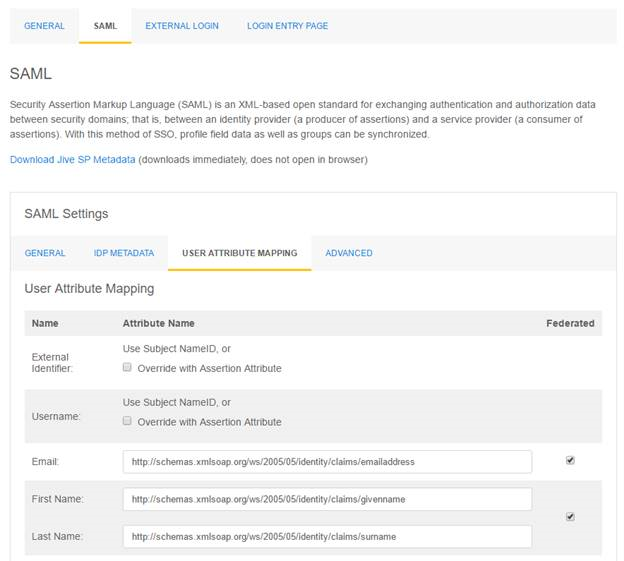 GENERAL SAML EXTERNAL LOGIN LOGIN ENTRY PAGE
SAML
Security Assertion Markup Language (SAML) is an XML-based open standard for exchanging authentication and authorization data
between security domains; that is, between an identity provider (a producer of assertions) and a service provider (a consumer of
assertions). With this method of SSO, profile field data as well as groups can be synchronized.
Download Jive SP Metadata (downloads immediately, does not open in browser)
SAML Settings
GENERAL IDP METADATA USER ATTRIBUTE MAPPING ADVANCED
User Attribute Mapping
Name Attribute Name Federated
External
Identifier:
Use Subject NameID, or
Override with Assertion Attribute
Username:
Use Subject NameID, or
Override with Assertion Attribute
Email: http://schemas.xmlsoap.org/ws/2005/05/identity/claims/emailaddress
First Name: http://schemas.xmlsoap.org/ws/2005/05/identity/claims/givenname
Last Name: http://schemas.xmlsoap.org/ws/2005/05/identity/claims/surname